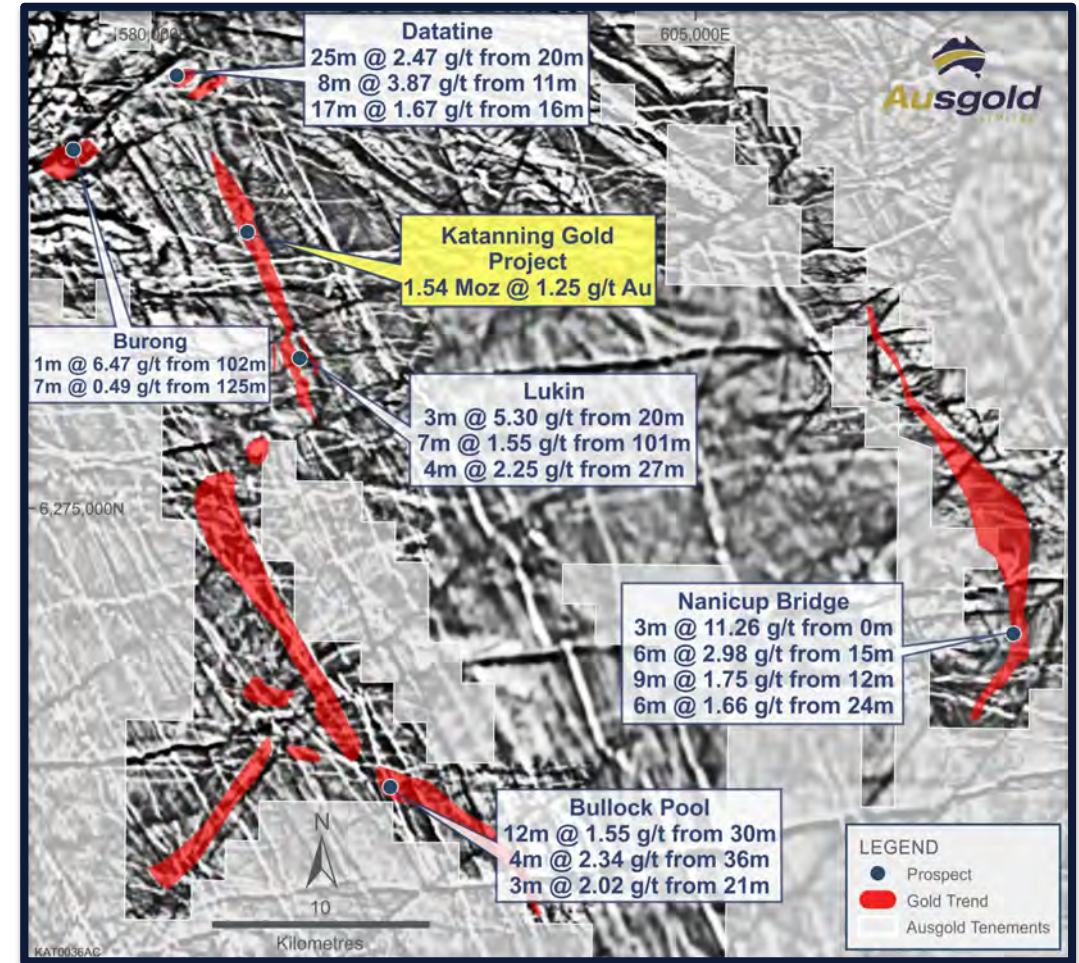 580,000E
605,000E
Ausgold
LIMITED
Datatine
25m @ 2.47 g/t from 20m
8m @ 3.87 g/t from 11m
17m @ 1.67 g/t from 16m
Katanning Gold
Project
1.54 Moz @ 1.25 g/t Au
Burong
1m @ 6.47 g/t from 102m
7m @ 0.49 g/t from 125m
Lukin
3m @ 5.30 g/t from 20m
7m @ 1.55 g/t from 101m
4m @ 2.25 g/t from 27m
6,275,000N
Nanicup Bridge
3m @ 11.26 g/t from 0m
6m @ 2.98 g/t from 15m
9m @ 1.75 g/t from 12m
6m @ 1.66 g/t from 24m
Bullock Pool
12m @ 1.55 g/t from 30m
4m @ 2.34 g/t from 36m
3m @ 2.02 g/t from 21m
N
10
Kilometres
LEGEND
Prospect
Gold Trend
Ausgold Tenements
KAT0036AC